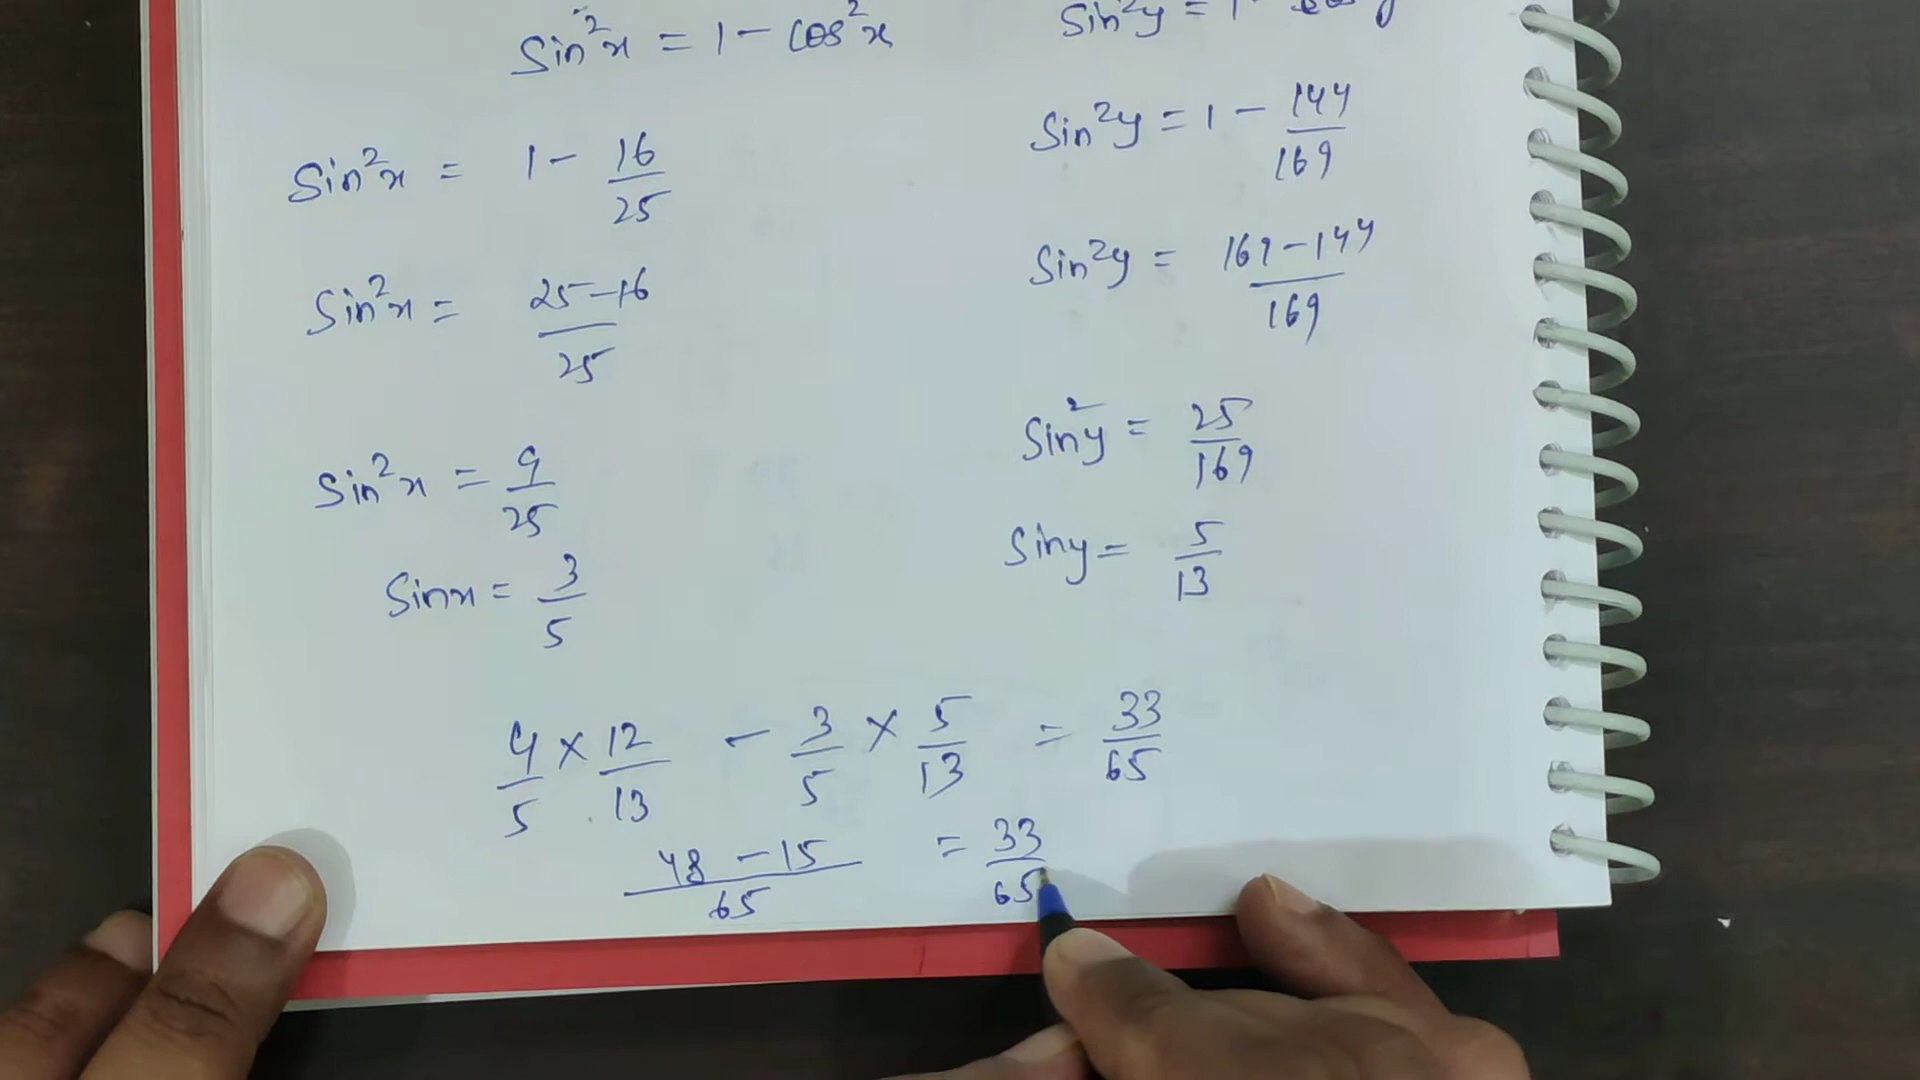 Sin²x = 1 - cos²x
Sin²y = 1 -
Sin²x = 1 - 16/25
Sin²y = 1 - 144/169
Sin²x = 25-16/25
Sin²y = 169-144/169
Sin²x = 9/25
Sin²y = 25/169
Sinx = 3/5
Siny = 5/13
4/5 × 12/13 - 3/5 × 5/13 = 33/65
48-15/65 = 33/65